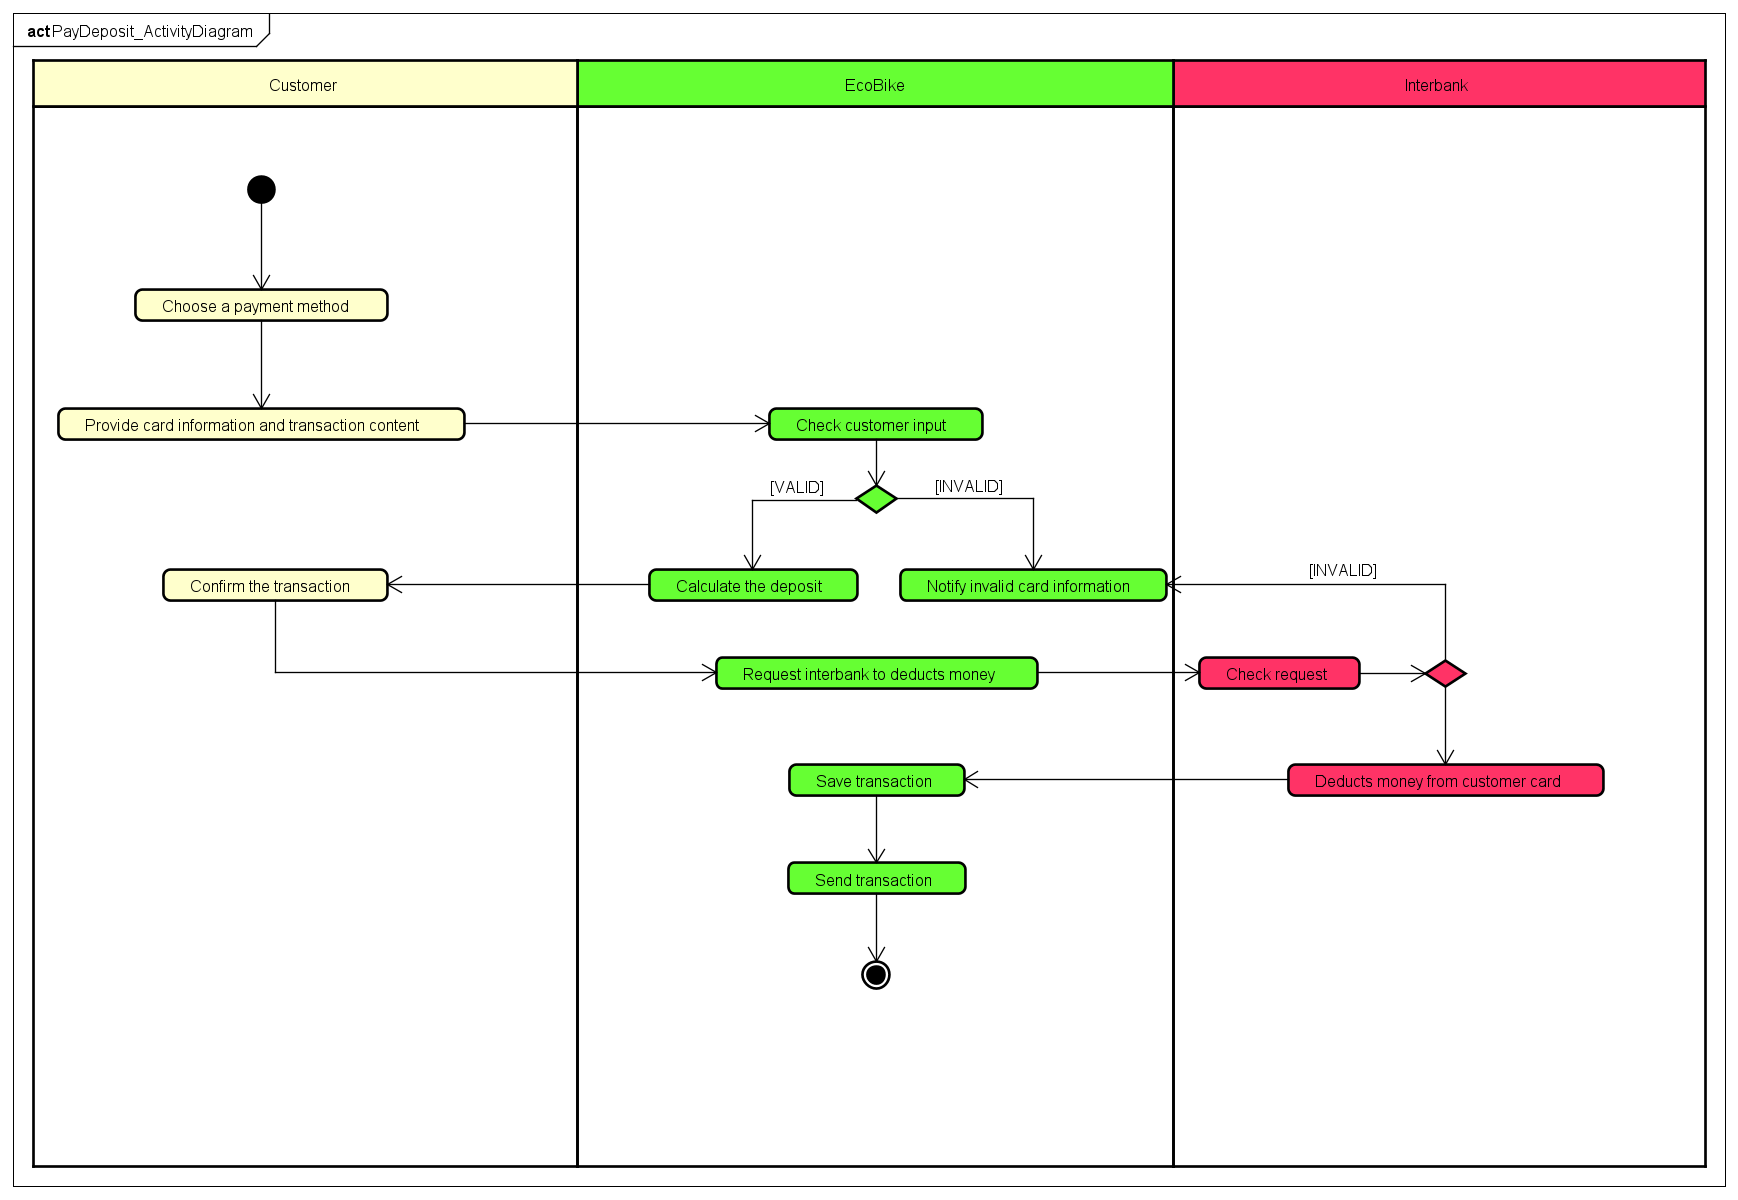 act PayDeposit_ActivityDiagram
Customer
EcoBike
Interbank
Choose a payment method
Provide card information and transaction content
Check customer input
[VALID]
[INVALID]
Confirm the transaction
Calculate the deposit
Notify invalid card information
[INVALID]
Request interbank to deducts money
Check request
Save transaction
Deducts money from customer card
Send transaction